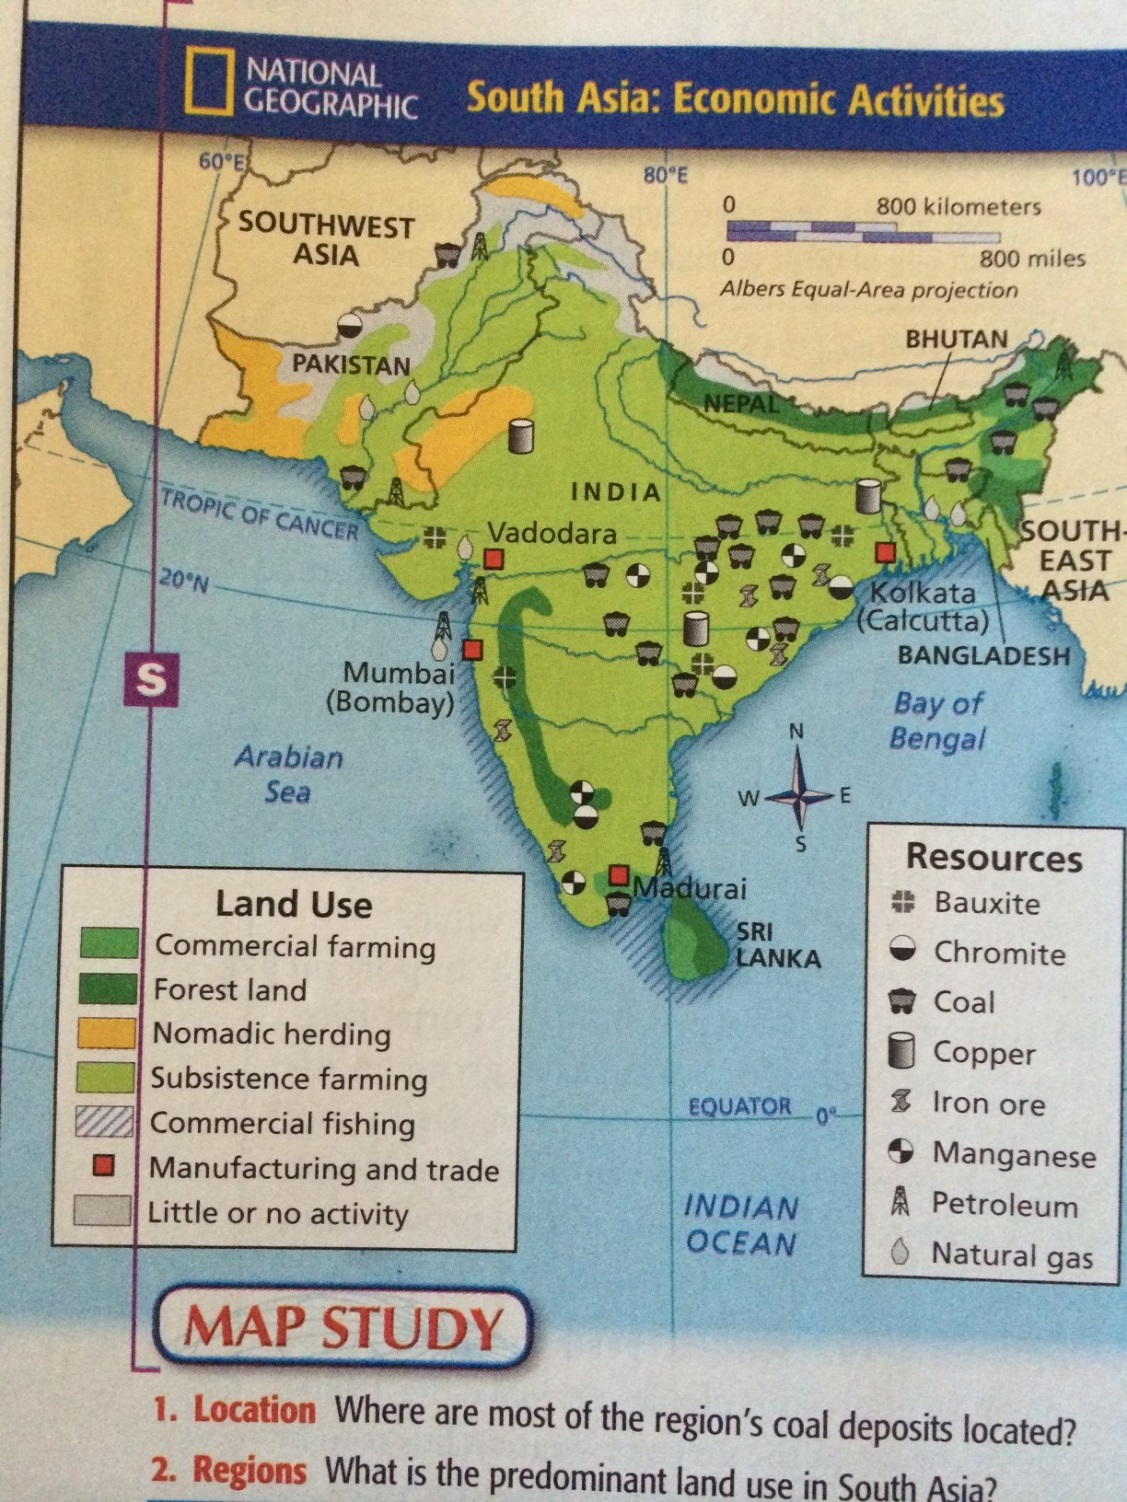 NATIONAL
GEOGRAPHIC
South Asia: Economic Activities
60°E
80°E
100°E
0 800 kilometers
0 800 miles
Albers Equal-Area projection
SOUTHWEST
ASIA
BHUTAN
PAKISTAN
NEPAL
INDIA
TROPIC OF CANCER
Vadodara
SOUTH-
EAST
ASIA
20°N
Kolkata
(Calcutta)
BANGLADESH
S
Mumbai
(Bombay)
Bay of
Bengal
Arabian
Sea
N
W E
S
Madurai
SRI
LANKA
Land Use
Commercial farming
Forest land
Nomadic herding
Subsistence farming
Commercial fishing
Manufacturing and trade
Little or no activity
Resources
Bauxite
Chromite
Coal
Copper
Iron ore
Manganese
Petroleum
Natural gas
EQUATOR 0°
INDIAN
OCEAN
MAP STUDY
1. Location Where are most of the region's coal deposits located?
2. Regions What is the predominant land use in South Asia?